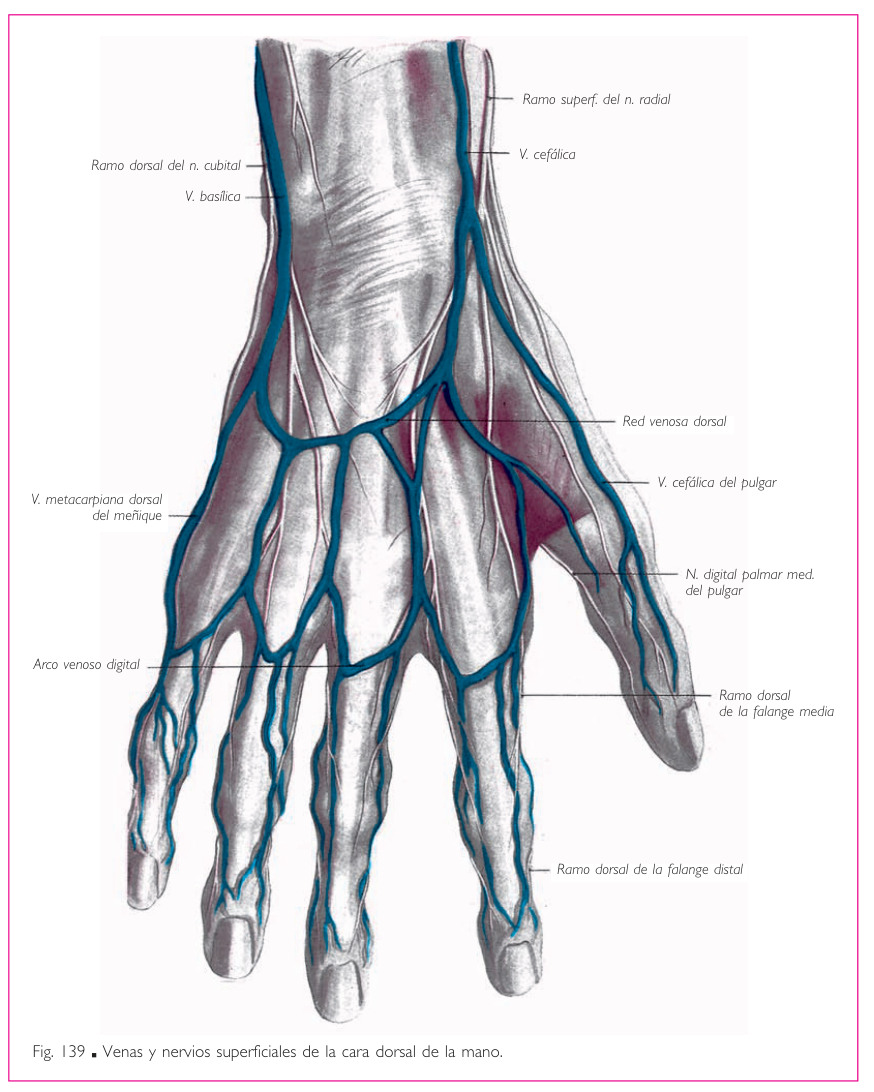 Ramo superf. del n. radial
V. cefálica
Ramo dorsal del n. cubital
V. basílica
Red venosa dorsal
V. cefálica del pulgar
V. metacarpiana dorsal
del meñique
N. digital palmar med.
del pulgar
Arco venoso digital
Ramo dorsal
de la falange media
Ramo dorsal de la falange distal
Fig. 139 ■ Venas y nervios superficiales de la cara dorsal de la mano.